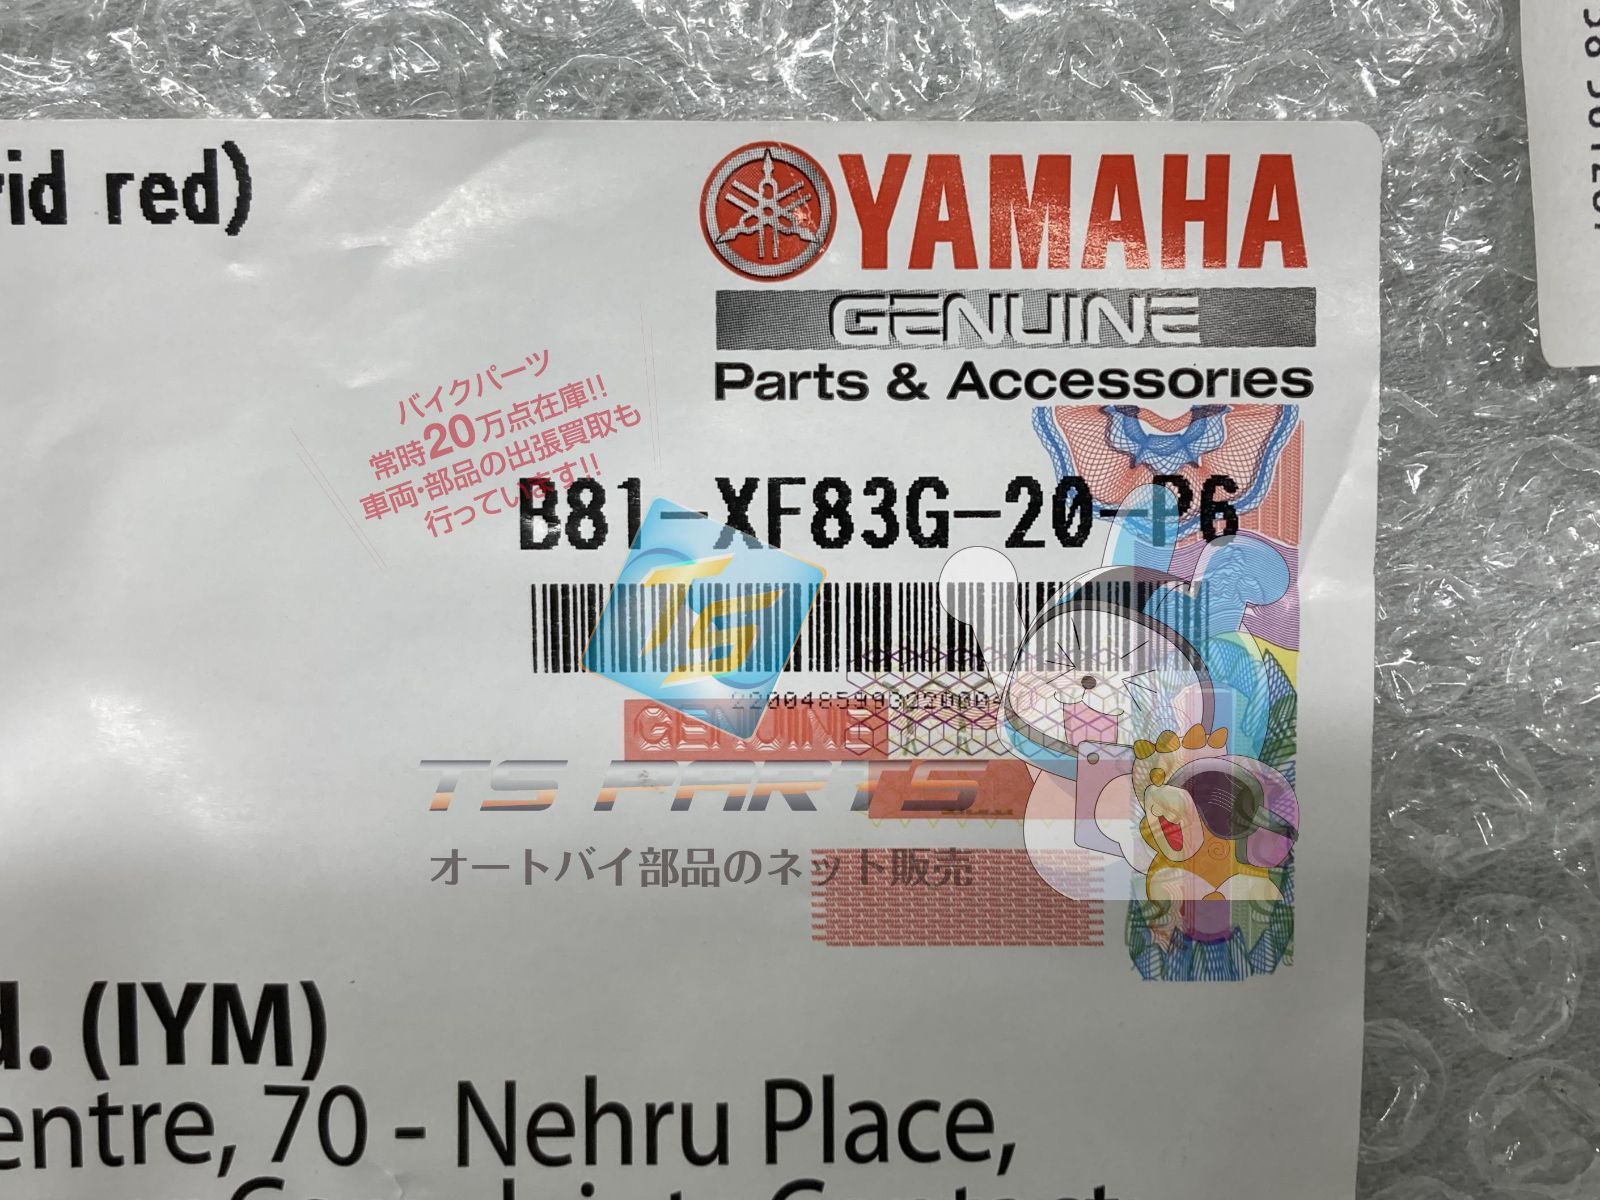 red)
YAMAHA
GENUINE
Parts & Accessories
バイクパーツ
常時20万点在庫!!
車両・部品の出張買取も
行っています!!
B81-XF83G-20-P6
TS
GENUINE
TS PARTS
オートバイ部品のネット販売
(IYM)
70 - Nehru Place,